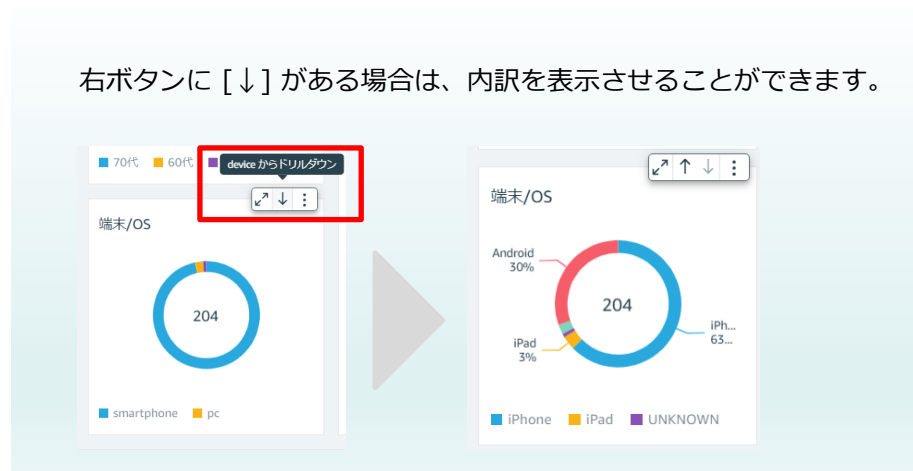 右ボタンに [↓] がある場合は、内訳を表示させることができます。
70代 60代
device からドリルダウン
端末/OS
204
smartphone pc
端末/OS
Android
30%
204
iPh...
63...
iPad
3%
iPhone iPad UNKNOWN